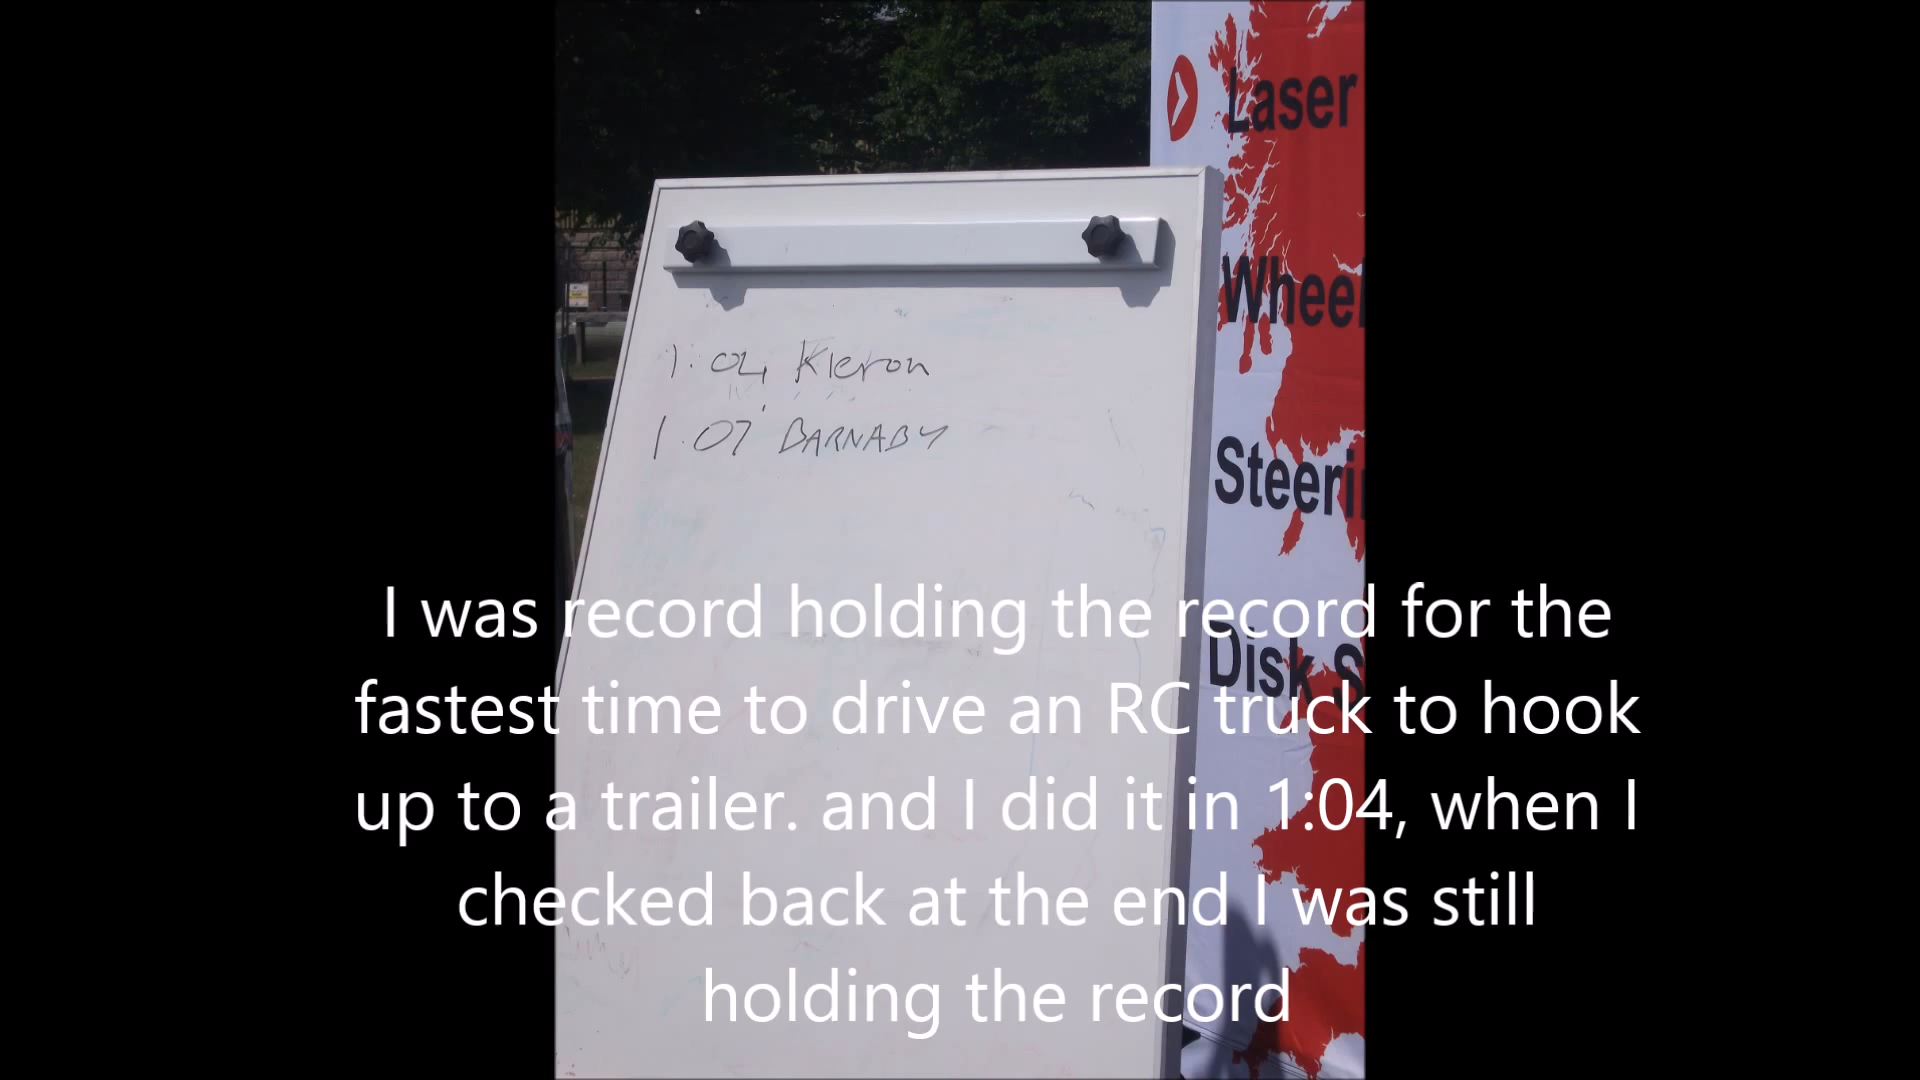 Laser
Wheel
1.04 Kieron
1.07 BARNABY
Steeri
Disk S
I was record holding the record for the
fastest time to drive an RC truck to hook
up to a trailer. and I did it in 1:04, when I
checked back at the end I was still
holding the record